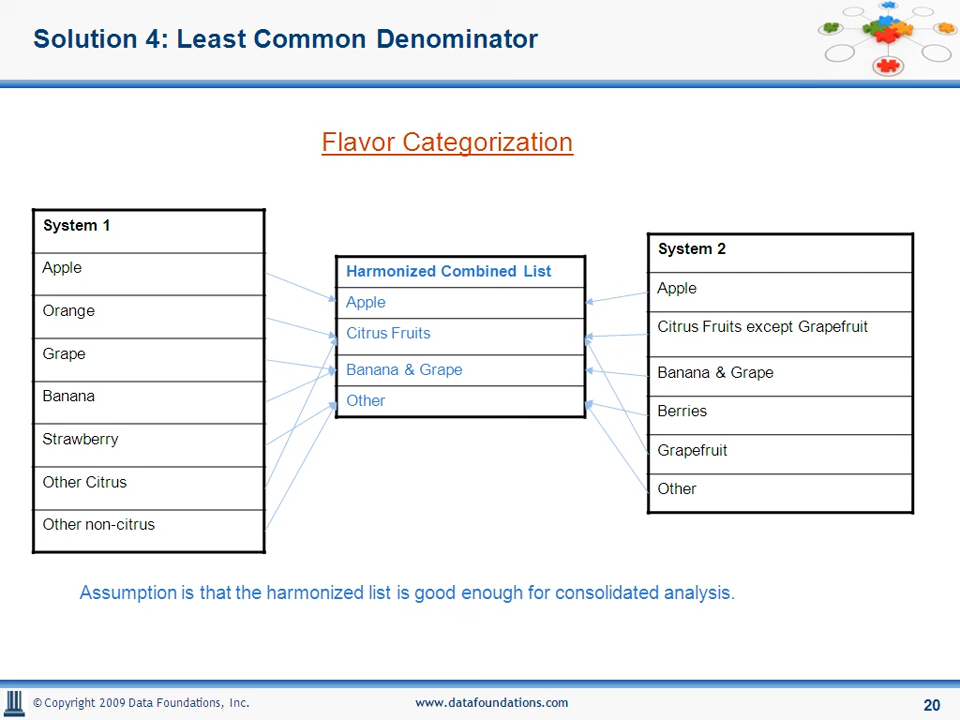 Solution 4: Least Common Denominator
Flavor Categorization
System 1
Apple
Orange
Grape
Banana
Strawberry
Other Citrus
Other non-citrus
Harmonized Combined List
Apple
Citrus Fruits
Banana & Grape
Other
System 2
Apple
Citrus Fruits except Grapefruit
Banana & Grape
Berries
Grapefruit
Other
Assumption is that the harmonized list is good enough for consolidated analysis.
© Copyright 2009 Data Foundations, Inc.
www.datafoundations.com
20